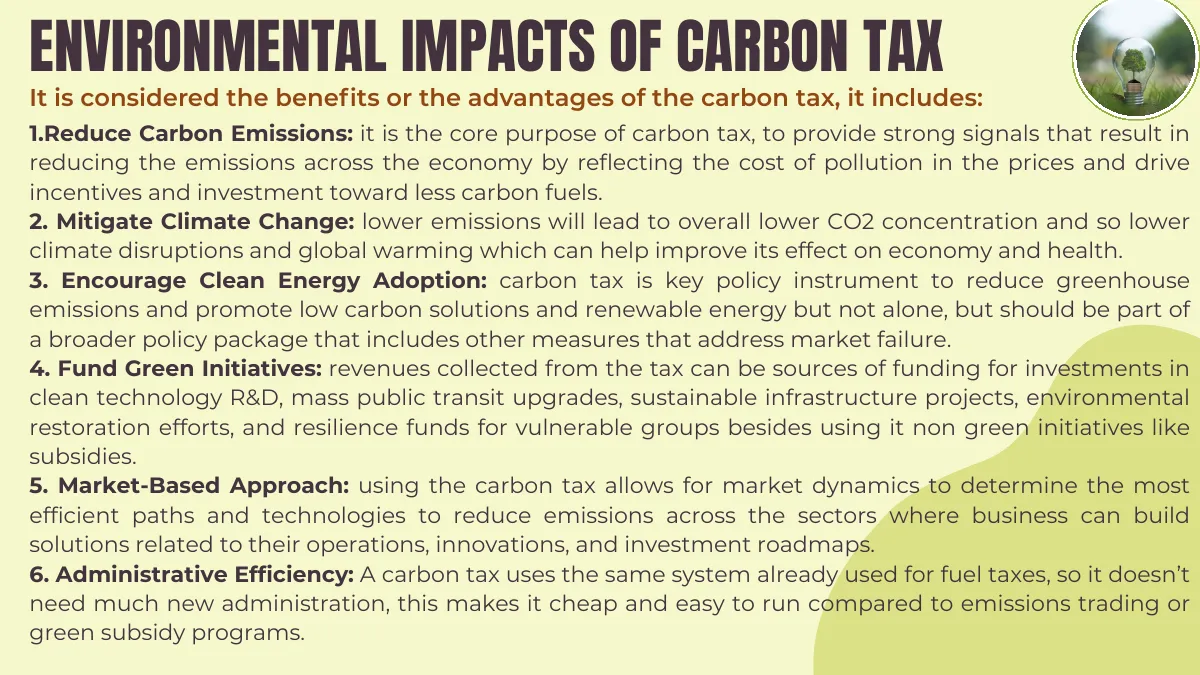 ENVIRONMENTAL IMPACTS OF CARBON TAX
It is considered the benefits or the advantages of the carbon tax, it includes:
1.Reduce Carbon Emissions: it is the core purpose of carbon tax, to provide strong signals that result in
reducing the emissions across the economy by reflecting the cost of pollution in the prices and drive
incentives and investment toward less carbon fuels.
2. Mitigate Climate Change: lower emissions will lead to overall lower CO2 concentration and so lower
climate disruptions and global warming which can help improve its effect on economy and health.
3. Encourage Clean Energy Adoption: carbon tax is key policy instrument to reduce greenhouse
emissions and promote low carbon solutions and renewable energy but not alone, but should be part of
a broader policy package that includes other measures that address market failure.
4. Fund Green Initiatives: revenues collected from the tax can be sources of funding for investments in
clean technology R&D, mass public transit upgrades, sustainable infrastructure projects, environmental
restoration efforts, and resilience funds for vulnerable groups besides using it non green initiatives like
subsidies.
5. Market-Based Approach: using the carbon tax allows for market dynamics to determine the most
efficient paths and technologies to reduce emissions across the sectors where business can build
solutions related to their operations, innovations, and investment roadmaps.
6. Administrative Efficiency: A carbon tax uses the same system already used for fuel taxes, so it doesn’t
need much new administration, this makes it cheap and easy to run compared to emissions trading or
green subsidy programs.